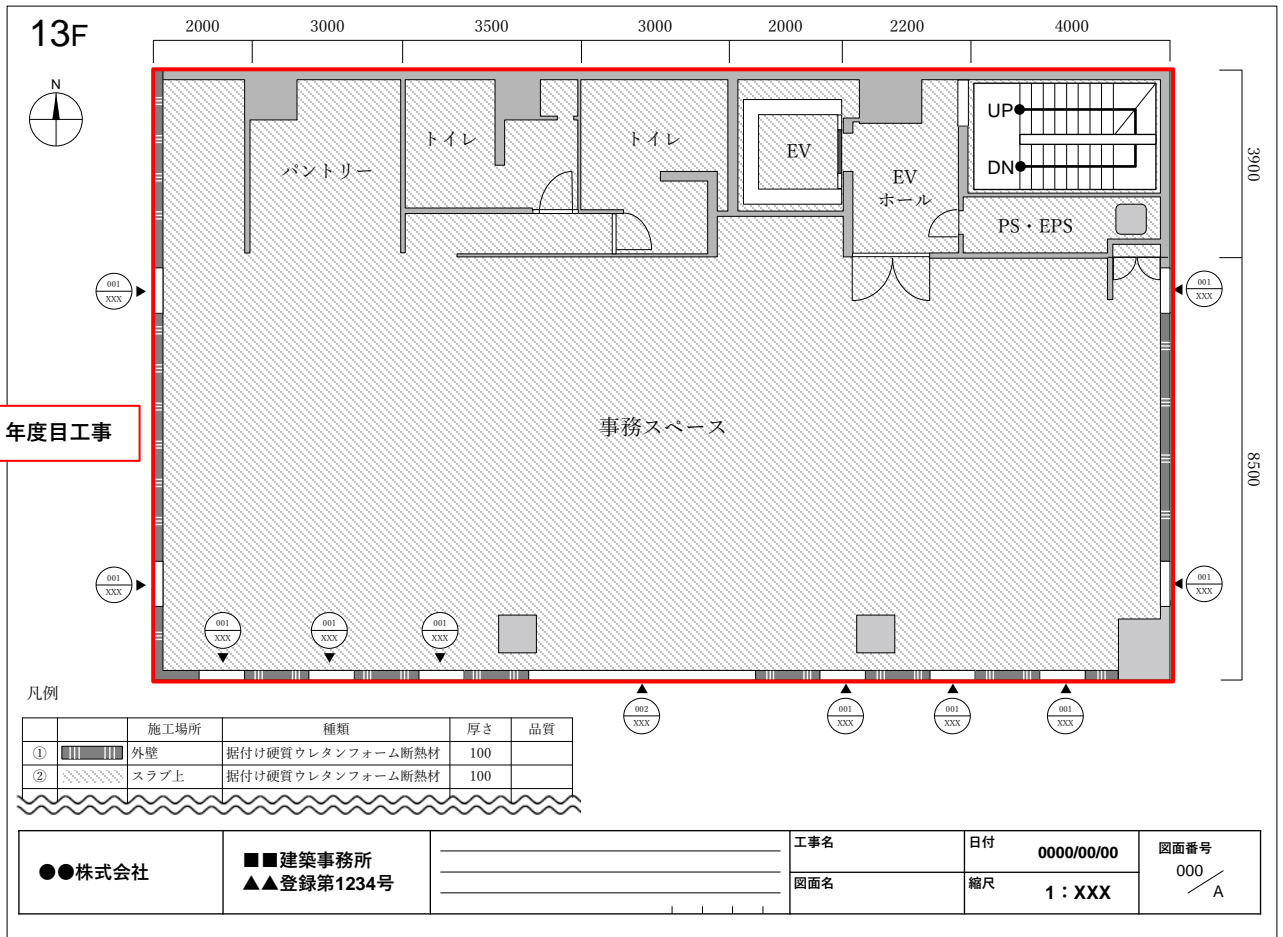 13F
2000 3000 3500 3000 2000 2200 4000
N
UP
DN
トイレ
トイレ
EV
パントリー
EV
ホール
PS・EPS
3900
001
XXX
001
XXX
年度目工事
事務スペース
8500
001
XXX
001
XXX
001
XXX
001
XXX
001
XXX
002
XXX
001
XXX
001
XXX
001
XXX
凡例
施工場所 種類 厚さ 品質
① 外壁 据付け硬質ウレタンフォーム断熱材 100
② スラブ上 据付け硬質ウレタンフォーム断熱材 100
●●株式会社
■■建築事務所
▲▲登録第1234号
工事名
図面名
日付 0000/00/00
縮尺 1：XXX
図面番号
000
A